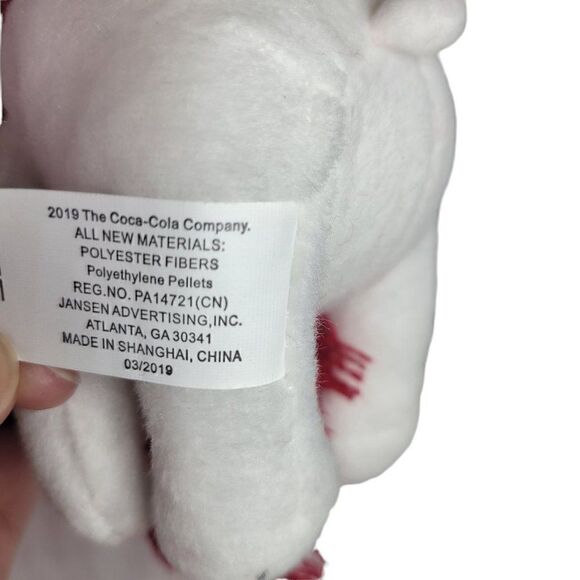 2019 The Coca-Cola Company.
ALL NEW MATERIALS:
POLYESTER FIBERS
Polyethylene Pellets
REG.NO. PA14721(CN)
JANSEN ADVERTISING,INC.
ATLANTA, GA 30341
MADE IN SHANGHAI, CHINA
03/2019